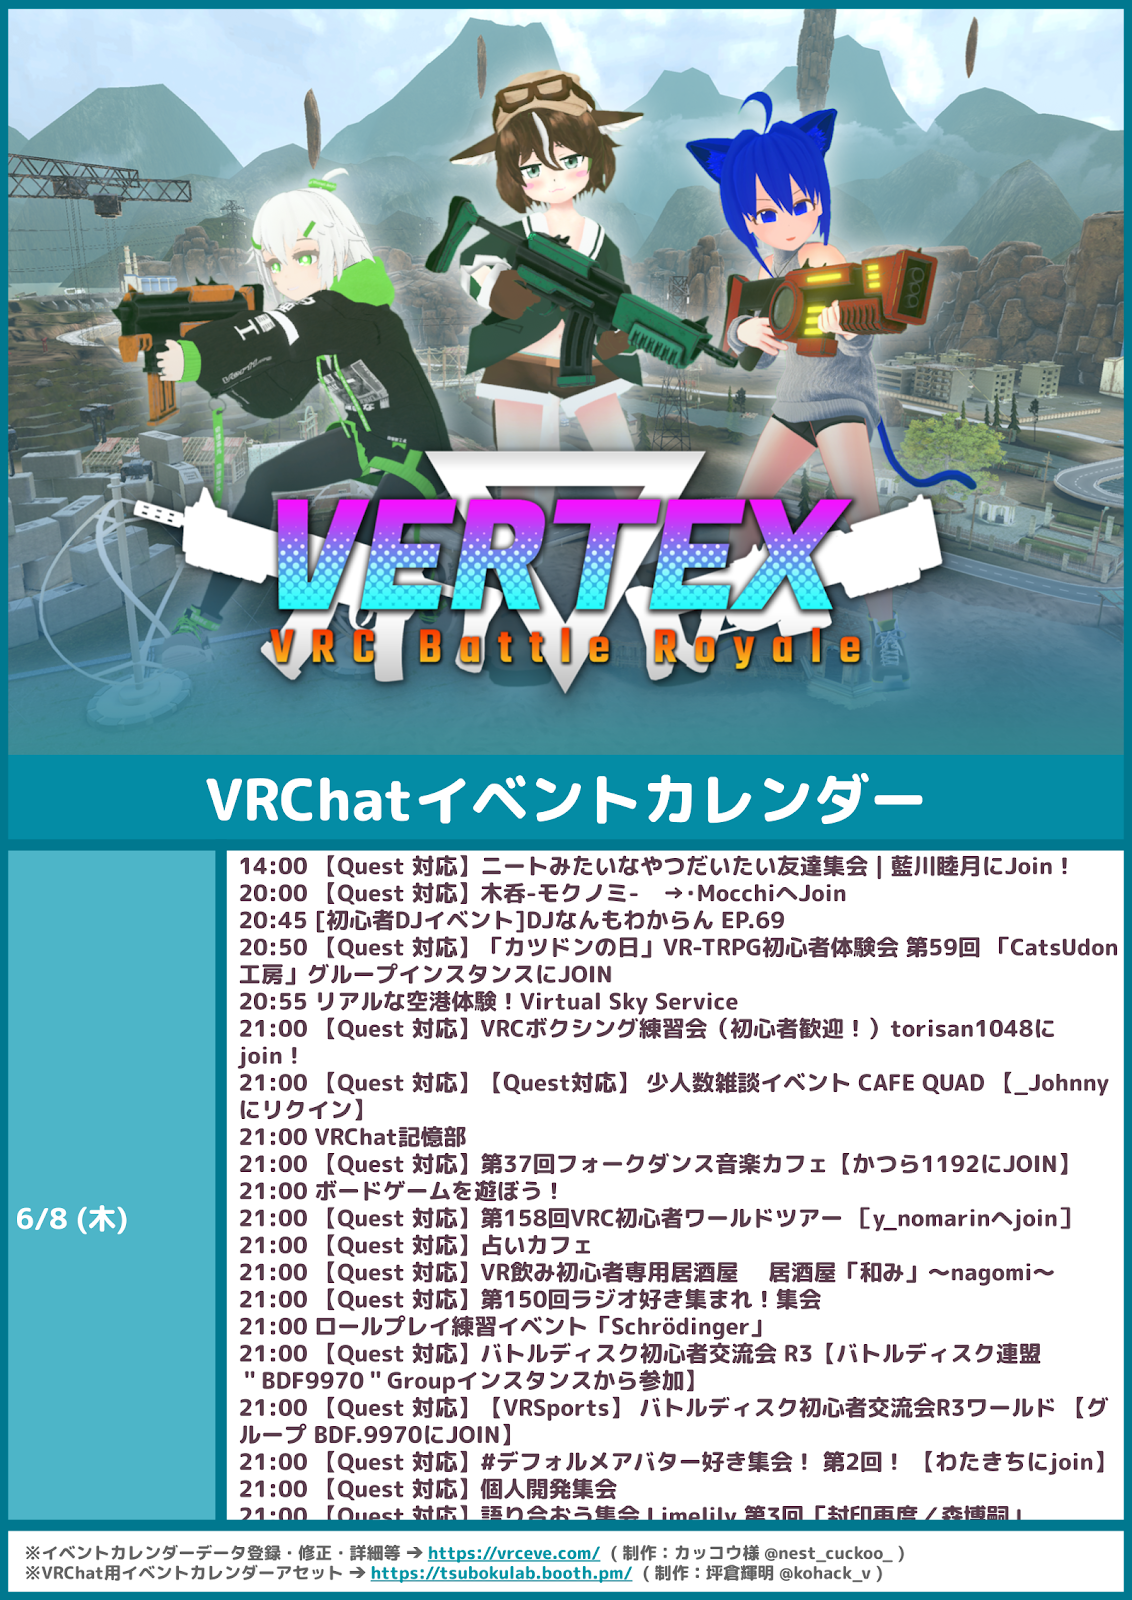 VERTEX
VRC Battle Royale
VRChatイベントカレンダー
6/8 (木)
14:00 【Quest 対応】ニートみたいなやつだいたい友達集会 | 藍川睦月にJoin！
20:00 【Quest 対応】木呑-モクノミ-　→･MocchiへJoin
20:45 [初心者DJイベント]DJなんもわからん EP.69
20:50 【Quest 対応】「カツドンの日」VR-TRPG初心者体験会 第59回 「CatsUdon
工房」グループインスタンスにJOIN
20:55 リアルな空港体験！Virtual Sky Service
21:00 【Quest 対応】VRCボクシング練習会（初心者歓迎！）torisan1048に
join！
21:00 【Quest 対応】【Quest対応】 少人数雑談イベント CAFE QUAD 【_Johnny
にリクイン】
21:00 VRChat記憶部
21:00 【Quest 対応】第37回フォークダンス音楽カフェ【かつら1192にJOIN】
21:00 ボードゲームを遊ぼう！
21:00 【Quest 対応】第158回VRC初心者ワールドツアー ［y_nomarinへjoin］
21:00 【Quest 対応】占いカフェ
21:00 【Quest 対応】VR飲み初心者専用居酒屋　居酒屋「和み」〜nagomi〜
21:00 【Quest 対応】第150回ラジオ好き集まれ！集会
21:00 ロールプレイ練習イベント「Schrödinger」
21:00 【Quest 対応】バトルディスク初心者交流会 R3【バトルディスク連盟
＂BDF9970＂Groupインスタンスから参加】
21:00 【Quest 対応】【VRSports】 バトルディスク初心者交流会R3ワールド 【グ
ループ BDF.9970にJOIN】
21:00 【Quest 対応】#デフォルメアバター好き集会！ 第2回！ 【わたきちにjoin】
21:00 【Quest 対応】個人開発集会
21:00 【Quest 対応】語り合おう集会 Limelily 第3回「封印再度／森博嗣」
※イベントカレンダーデータ登録・修正・詳細等 → https://vrceve.com/ （ 制作：カッコウ様 @nest_cuckoo_ ）
※VRChat用イベントカレンダーアセット → https://tsubokulab.booth.pm/ （ 制作：坪倉輝明 @kohack_v ）